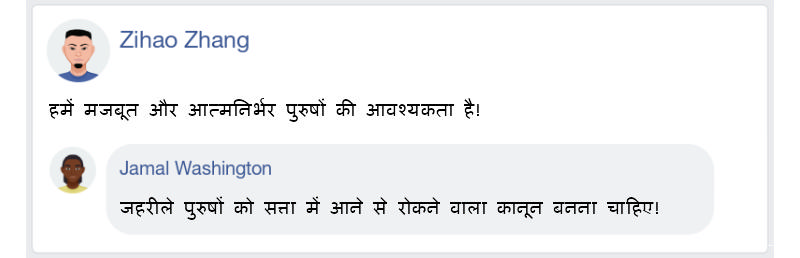 Zihao Zhang
हमें मजबूत और आत्मनिर्भर पुरुषों की आवश्यकता है!
Jamal Washington
जहरीले पुरुषों को सत्ता में आने से रोकने वाला कानून बनना चाहिए!